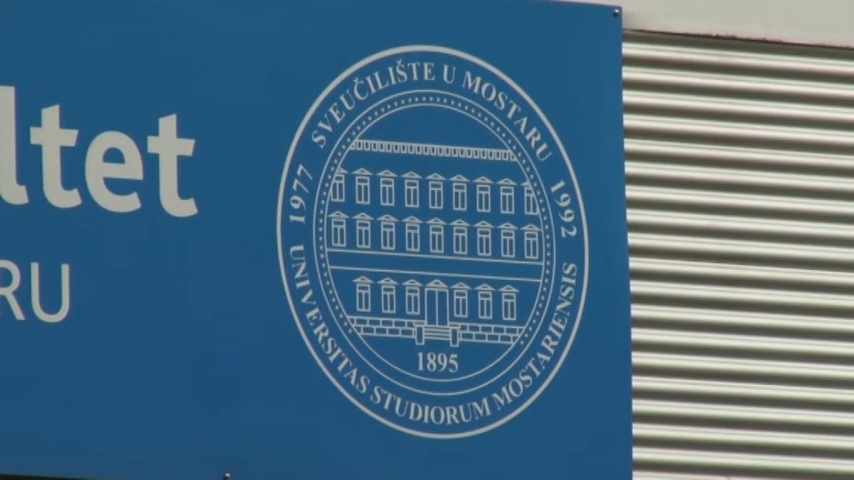 ltet
RU
SVEUČILIŠTE U MOSTARU
1977
1992
1895
UNIVERSITAS STUDIORUM MOSTARIENSIS